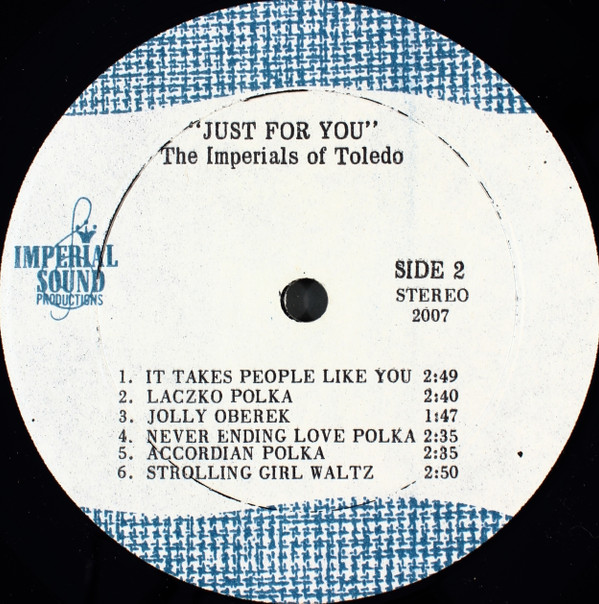 "JUST FOR YOU"
The Imperials of Toledo
IMPERIAL
SOUND
PRODUCTIONS
SIDE 2
STEREO
2007
1. IT TAKES PEOPLE LIKE YOU 2:49
2. LACZKO POLKA 2:40
3. JOLLY OBEREK 1:47
4. NEVER ENDING LOVE POLKA 2:35
5. ACCORDIAN POLKA 2:35
6. STROLLING GIRL WALTZ 2:50